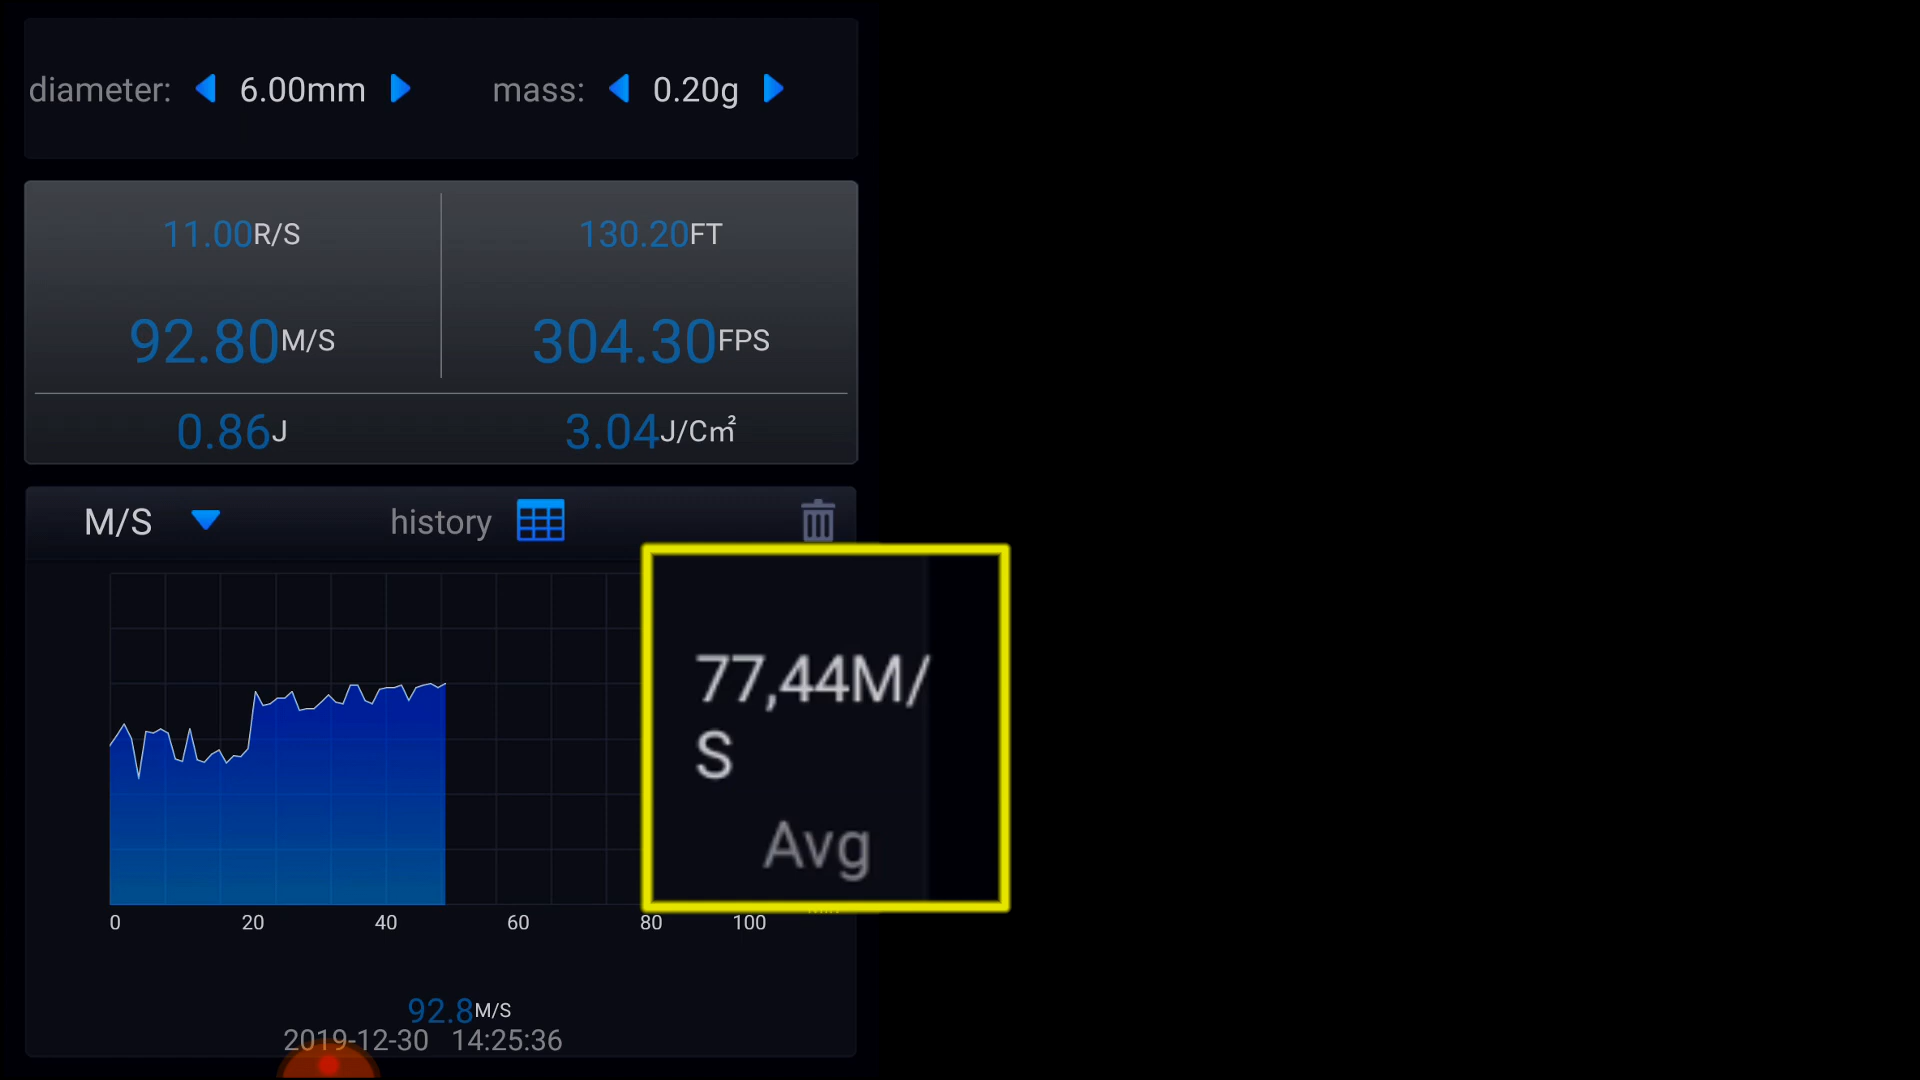 diameter: 6.00mm mass: 0.20g
11.00R/S 130.20FT
92.80M/S 304.30FPS
0.86J 3.04J/Cm²
M/S history
77,44M/
S
Avg
0 20 40 60 80 100
92.8M/S
2019-12-30 14:25:36